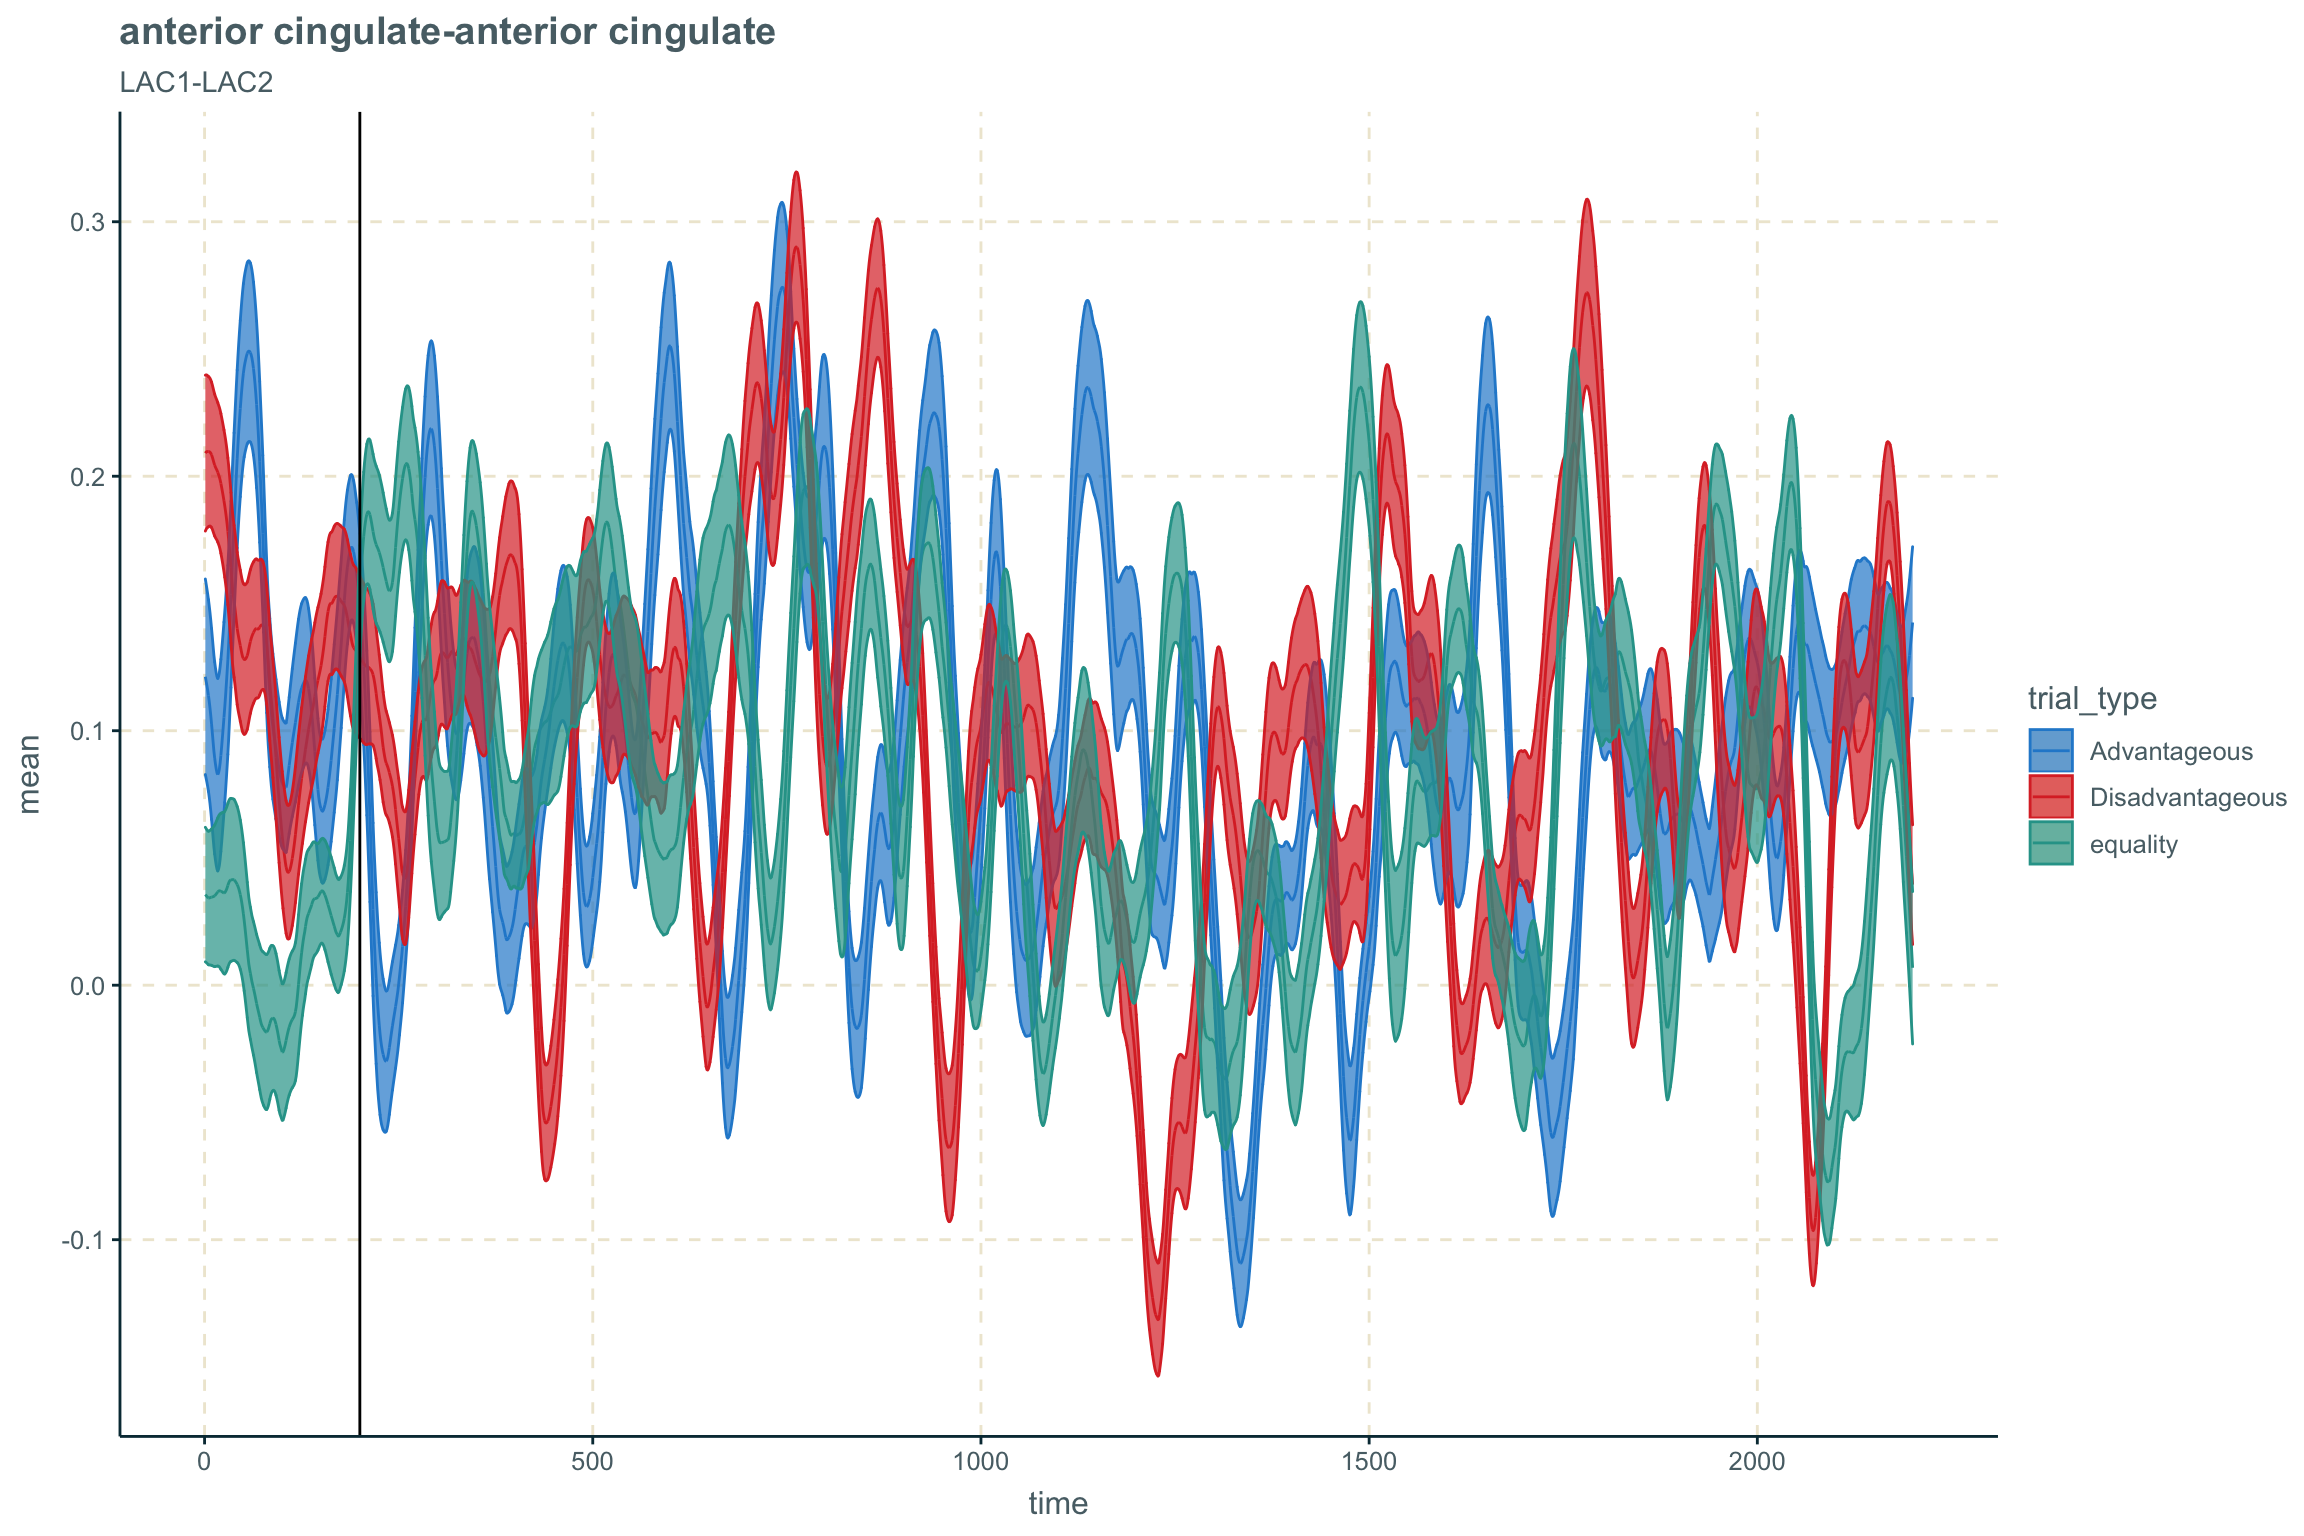 anterior cingulate-anterior cingulate
LAC1-LAC2
mean
0.3
0.2
0.1
0.0
-0.1
0
500
1000
1500
2000
time
trial_type
Advantageous
Disadvantageous
equality